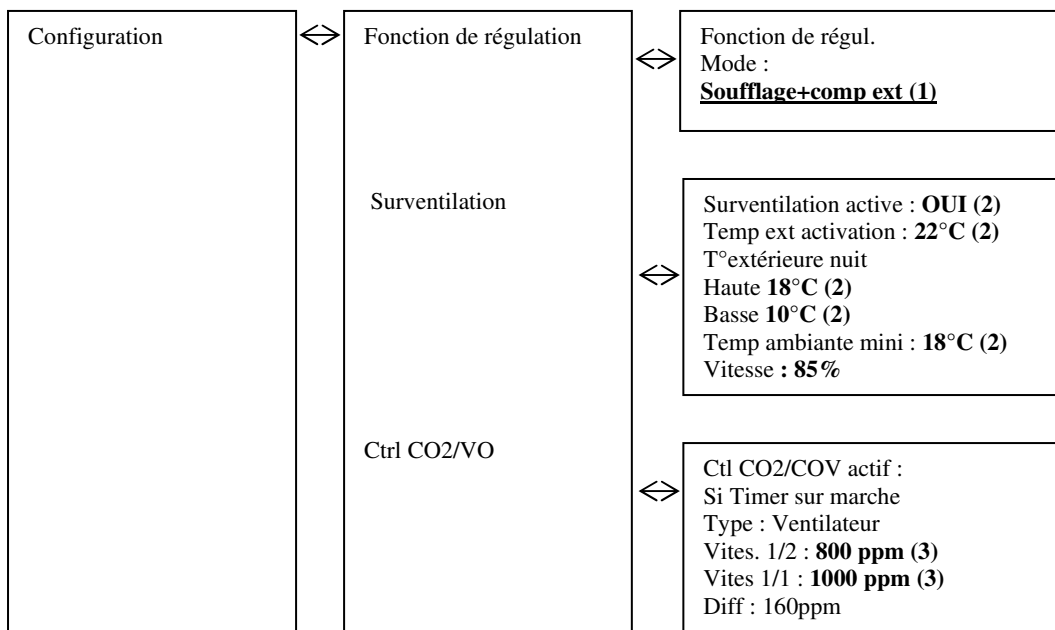 Configuration
Fonction de régulation
Fonction de régul.
Mode :
Soufflage+comp ext (1)
Surventilation
Surventilation active : OUI (2)
Temp ext activation : 22°C (2)
T°extérieure nuit
Haute 18°C (2)
Basse 10°C (2)
Temp ambiante mini : 18°C (2)
Vitesse : 85%
Ctrl CO2/VO
Ctl CO2/COV actif :
Si Timer sur marche
Type : Ventilateur
Vites. 1/2 : 800 ppm (3)
Vites 1/1 : 1000 ppm (3)
Diff : 160ppm